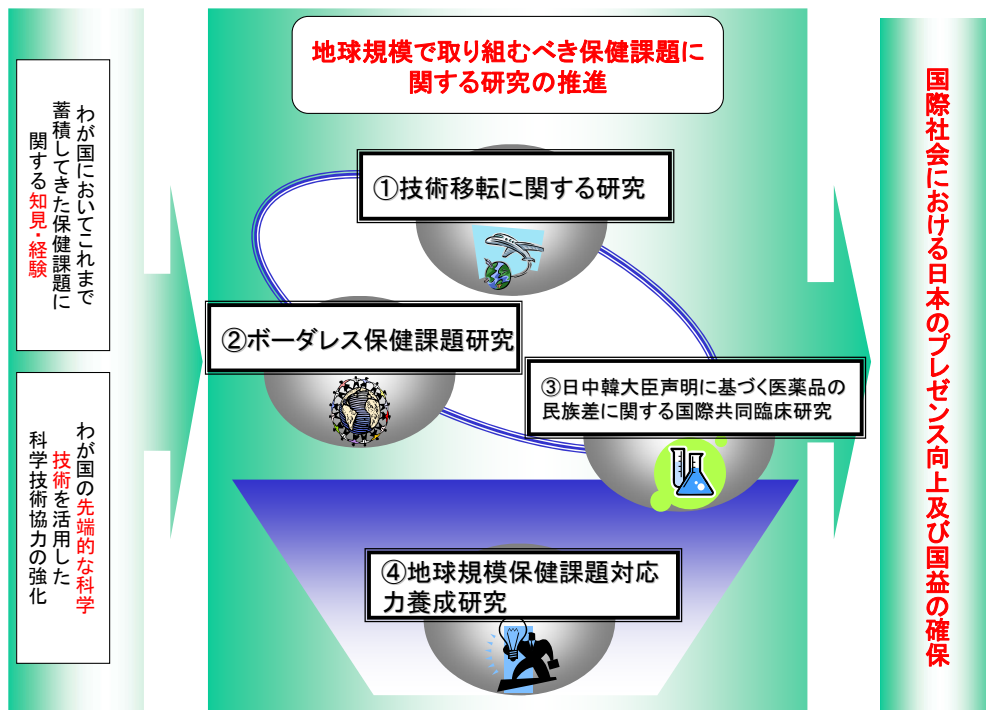 地球規模で取り組むべき保健課題に
関する研究の推進
わが国においてこれまで
蓄積してきた保健課題に
関する知見・経験
わが国の先端的な科学
技術を活用した
科学技術協力の強化
①技術移転に関する研究
②ボーダレス保健課題研究
③日中韓大臣声明に基づく医薬品の
民族差に関する国際共同臨床研究
④地球規模保健課題対応
力養成研究
国際社会における日本のプレゼンス向上及び国益の確保